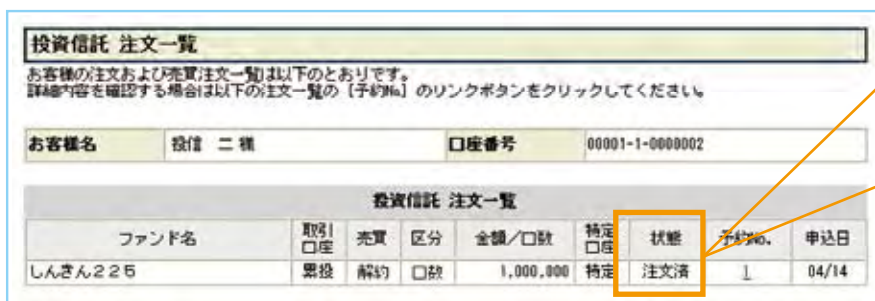 投資信託 注文一覧
お客様の注文および売買注文一覧は以下のとおりです。
詳細内容を確認する場合は以下の注文一覧の［予約No］のリンクボタンをクリックしてください。
お客様名 投信 二 様 口座番号 00001-1-0000002
投資信託 注文一覧
ファンド名 取引口座 売買 区分 金額／口数 特定口座 状態 予約No. 申込日
しんきん２２５ 累投 解約 口数 1,000,000 特定 注文済 1 04/14